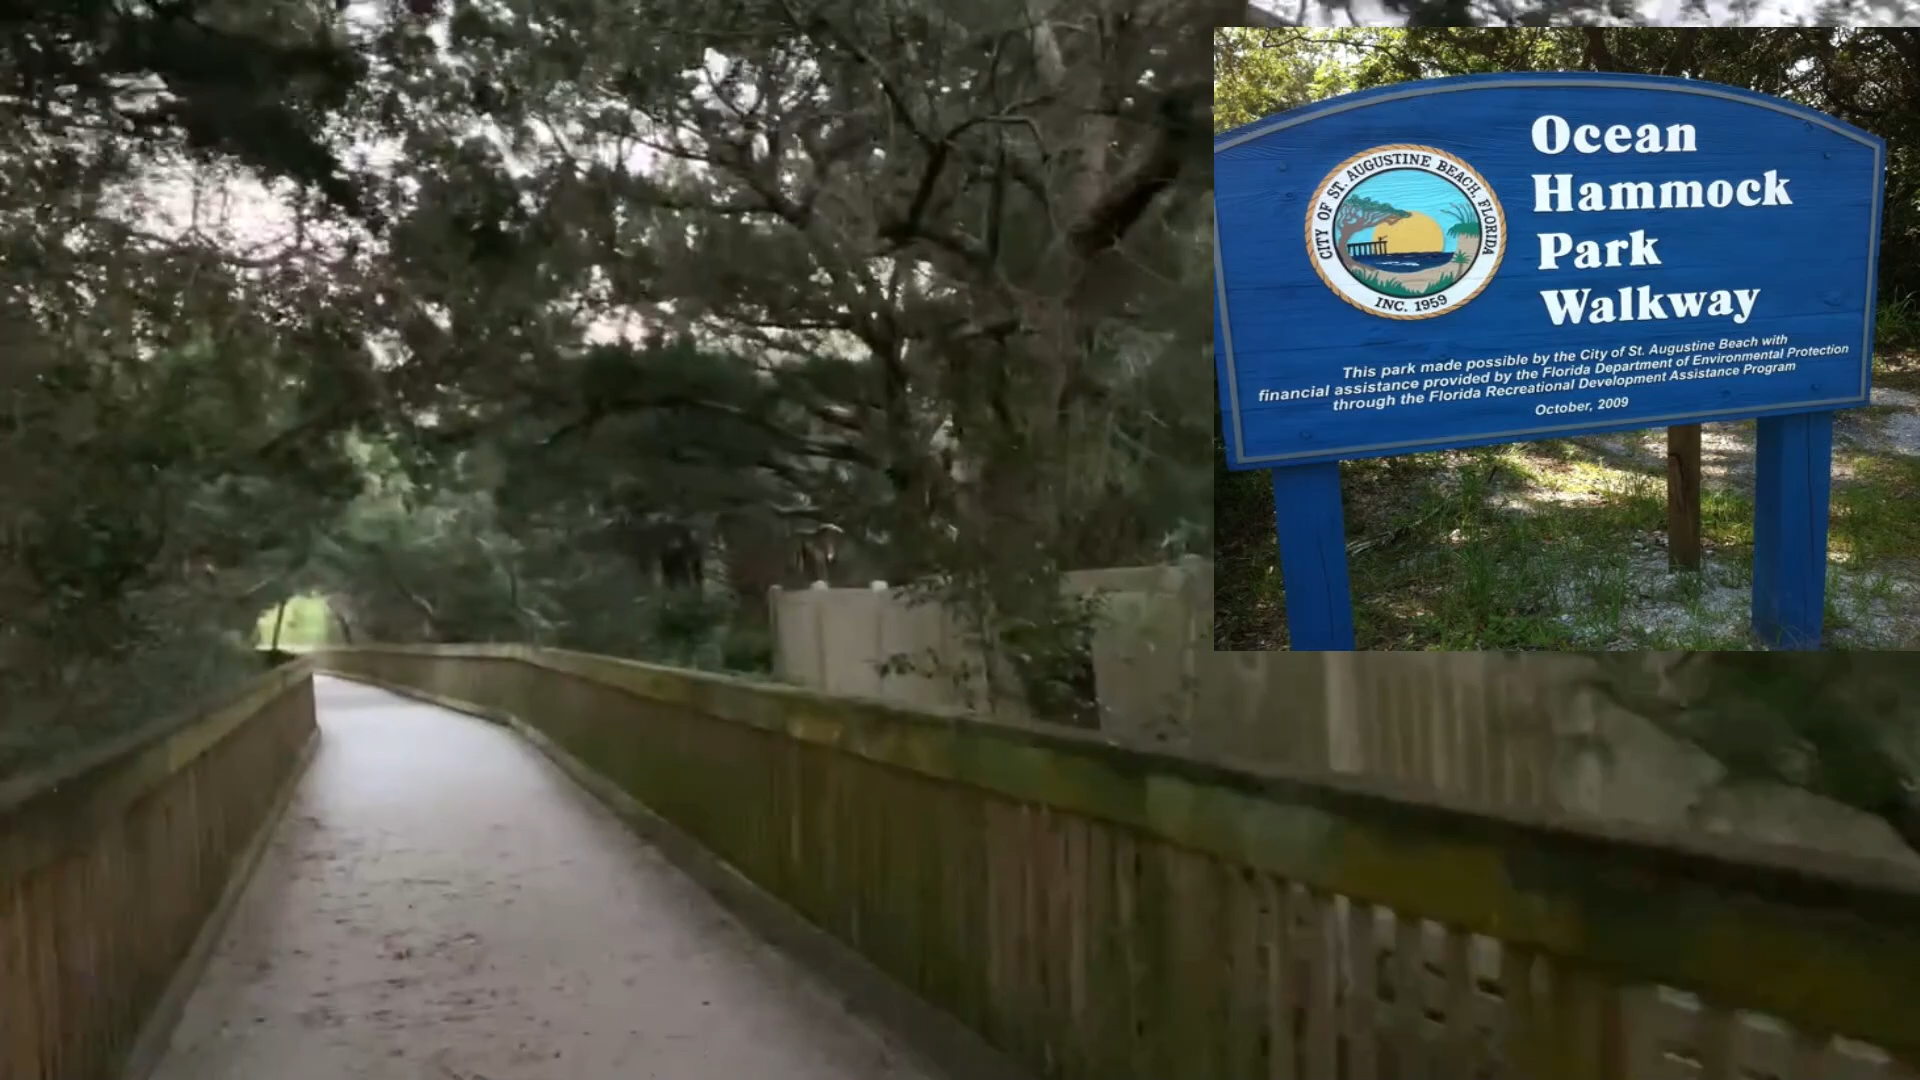 CITY OF ST. AUGUSTINE BEACH, FLORIDA
INC. 1959
Ocean
Hammock
Park
Walkway
This park made possible by the City of St. Augustine Beach with
financial assistance provided by the Florida Department of Environmental Protection
through the Florida Recreational Development Assistance Program
October, 2009